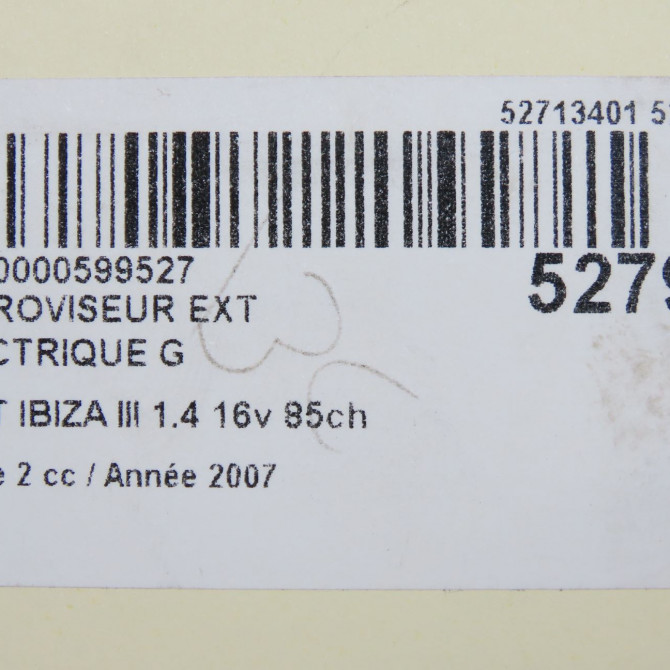 52713401 5
0000599527
5279
ROVISEUR EXT
CTRIQUE G
T IBIZA III 1.4 16v 85ch
e 2 cc / Année 2007